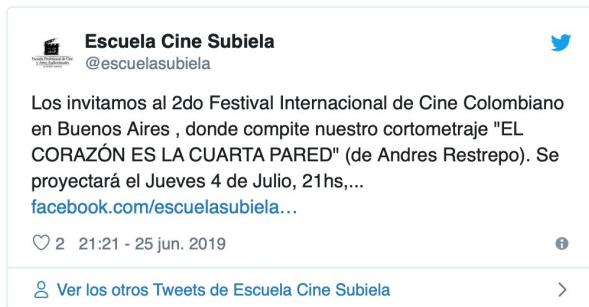 Escuela Cine Subiela
@escuelasubiela
Los invitamos al 2do Festival Internacional de Cine Colombiano
en Buenos Aires , donde compite nuestro cortometraje "EL
CORAZÓN ES LA CUARTA PARED" (de Andres Restrepo). Se
proyectará el Jueves 4 de Julio, 21hs,...
facebook.com/escuelasubiela…
2 21:21 - 25 jun. 2019
Ver los otros Tweets de Escuela Cine Subiela